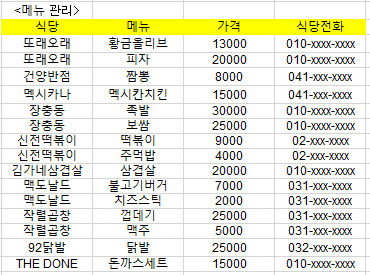 <메뉴 관리>
식당 메뉴 가격 식당전화
또래오래 황금올리브 13000 010-xxxx-xxxx
또래오래 피자 20000 010-xxxx-xxxx
건양반점 짬뽕 8000 041-xxx-xxxx
멕시카나 멕시칸치킨 15000 041-xxx-xxxx
장충동 족발 30000 010-xxxx-xxxx
장충동 보쌈 25000 010-xxxx-xxxx
신전떡볶이 떡볶이 9000 02-xxx-xxxx
신전떡볶이 주먹밥 4000 02-xxx-xxxx
김가네삼겹살 삼겹살 20000 010-xxxx-xxxx
맥도날드 불고기버거 7000 031-xxx-xxxx
맥도날드 치즈스틱 2000 031-xxx-xxxx
작렬곱창 껍데기 25000 031-xxx-xxxx
작렬곱창 맥주 5000 031-xxx-xxxx
92닭발 닭발 25000 032-xxx-xxxx
THE DONE 돈까스세트 15000 010-xxxx-xxxx